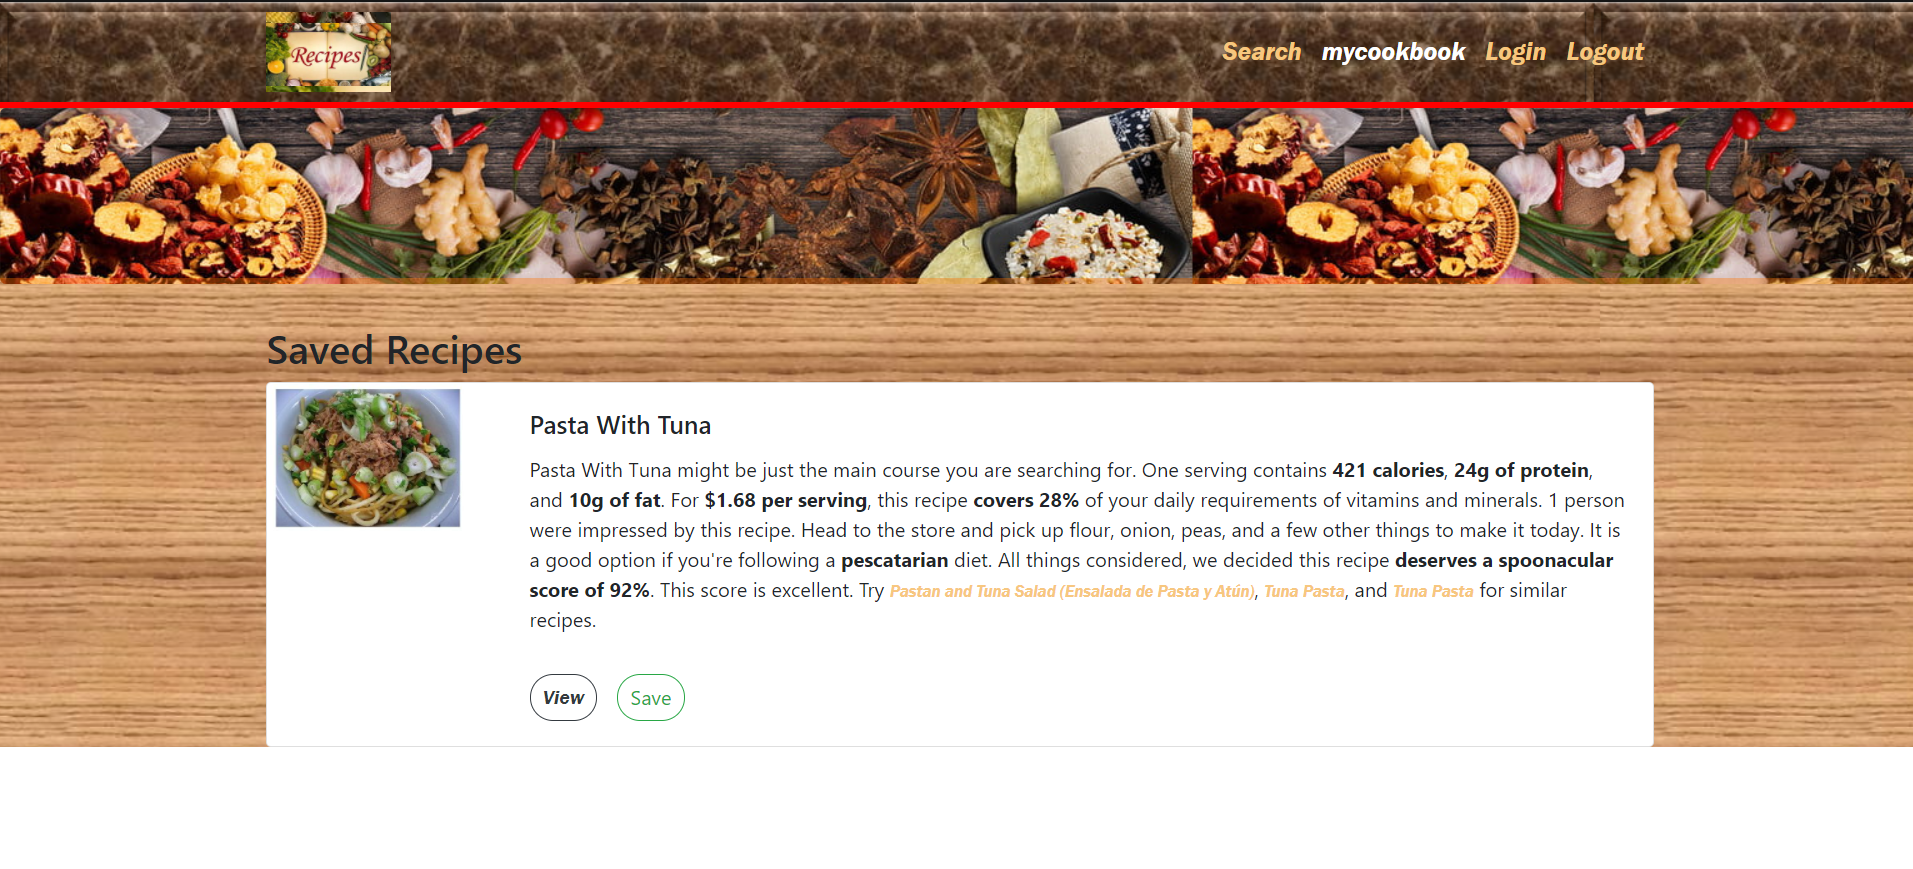 Recipes
Search mycookbook Login Logout
Saved Recipes
Pasta With Tuna
Pasta With Tuna might be just the main course you are searching for. One serving contains 421 calories, 24g of protein,
and 10g of fat. For $1.68 per serving, this recipe covers 28% of your daily requirements of vitamins and minerals. 1 person
were impressed by this recipe. Head to the store and pick up flour, onion, peas, and a few other things to make it today. It is
a good option if you're following a pescatarian diet. All things considered, we decided this recipe deserves a spoonacular
score of 92%. This score is excellent. Try Pastan and Tuna Salad (Ensalada de Pasta y Atún), Tuna Pasta, and Tuna Pasta for similar
recipes.
View Save